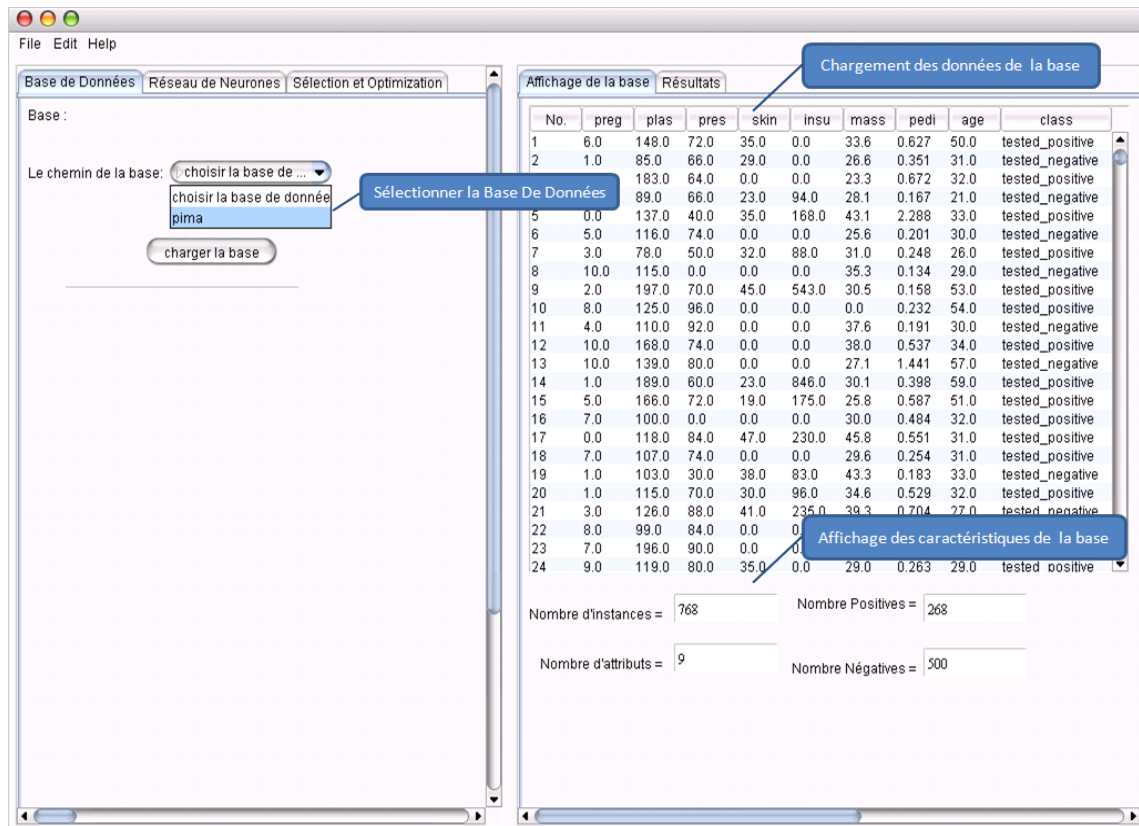 File Edit Help
Base de Données Réseau de Neurones Sélection et Optimization
Base :
Le chemin de la base: choisir la base de ...
choisir la base de donnée
pima
charger la base
Sélectionner la Base De Données
Chargement des données de la base
Affichage de la base Résultats
No. preg plas pres skin insu mass pedi age class
1 6.0 148.0 72.0 35.0 0.0 33.6 0.627 50.0 tested_positive
2 1.0 85.0 66.0 29.0 0.0 26.6 0.351 31.0 tested_negative
183.0 64.0 0.0 0.0 23.3 0.672 32.0 tested_positive
89.0 66.0 23.0 94.0 28.1 0.167 21.0 tested_negative
5 0.0 137.0 40.0 35.0 168.0 43.1 2.288 33.0 tested_positive
6 5.0 116.0 74.0 0.0 0.0 25.6 0.201 30.0 tested_negative
7 3.0 78.0 50.0 32.0 88.0 31.0 0.248 26.0 tested_positive
8 10.0 115.0 0.0 0.0 0.0 35.3 0.134 29.0 tested_negative
9 2.0 197.0 70.0 45.0 543.0 30.5 0.158 53.0 tested_positive
10 8.0 125.0 96.0 0.0 0.0 0.0 0.232 54.0 tested_positive
11 4.0 110.0 92.0 0.0 0.0 37.6 0.191 30.0 tested_negative
12 10.0 168.0 74.0 0.0 0.0 38.0 0.537 34.0 tested_positive
13 10.0 139.0 80.0 0.0 0.0 27.1 1.441 57.0 tested_negative
14 1.0 189.0 60.0 23.0 846.0 30.1 0.398 59.0 tested_positive
15 5.0 166.0 72.0 19.0 175.0 25.8 0.587 51.0 tested_positive
16 7.0 100.0 0.0 0.0 0.0 30.0 0.484 32.0 tested_positive
17 0.0 118.0 84.0 47.0 230.0 45.8 0.551 31.0 tested_positive
18 7.0 107.0 74.0 0.0 0.0 29.6 0.254 31.0 tested_positive
19 1.0 103.0 30.0 38.0 83.0 43.3 0.183 33.0 tested_negative
20 1.0 115.0 70.0 30.0 96.0 34.6 0.529 32.0 tested_positive
21 3.0 126.0 88.0 41.0 235.0 39.3 0.704 27.0 tested_negative
22 8.0 99.0 84.0 0.0
23 7.0 196.0 90.0 0.0
24 9.0 119.0 80.0 35.0 0.0 29.0 0.263 29.0 tested_positive
Affichage des caractéristiques de la base
Nombre d'instances = 768 Nombre Positives = 268
Nombre d'attributs = 9 Nombre Négatives = 500